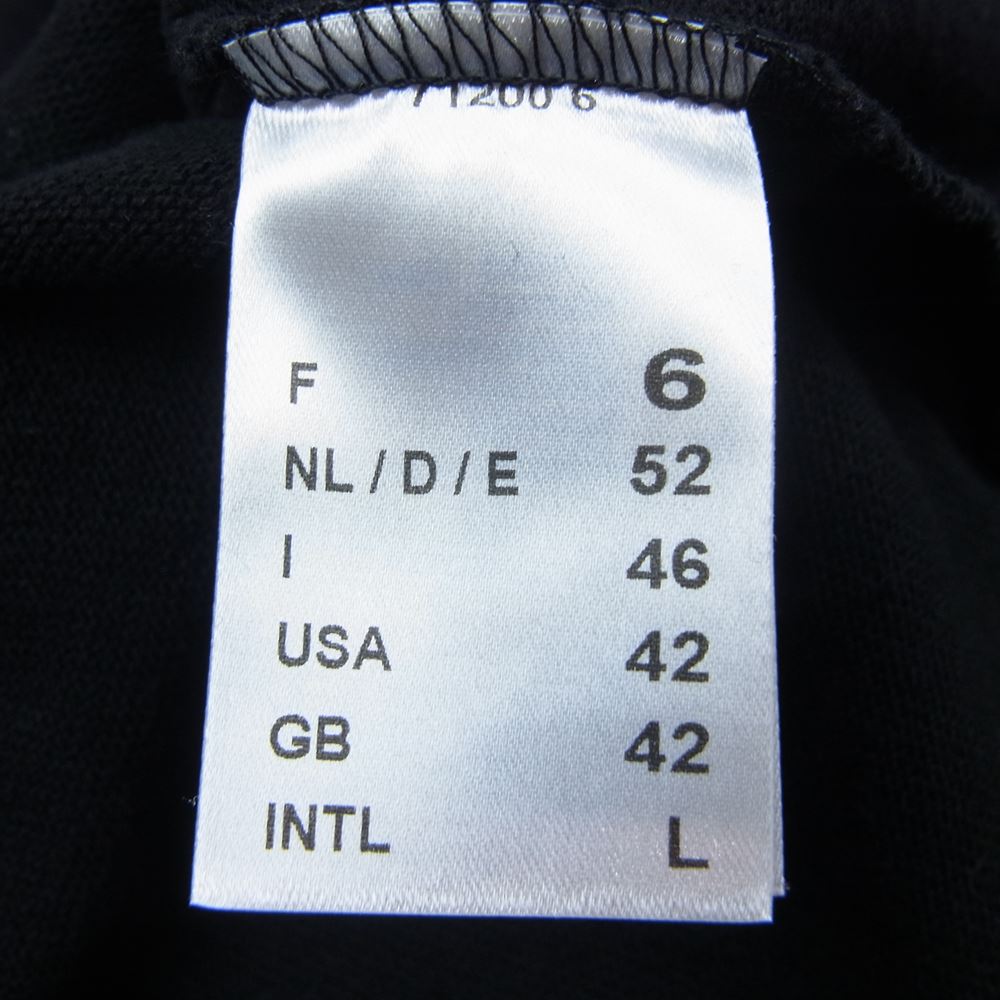 71200 6
F 6
NL / D / E 52
I 46
USA 42
GB 42
INTL L